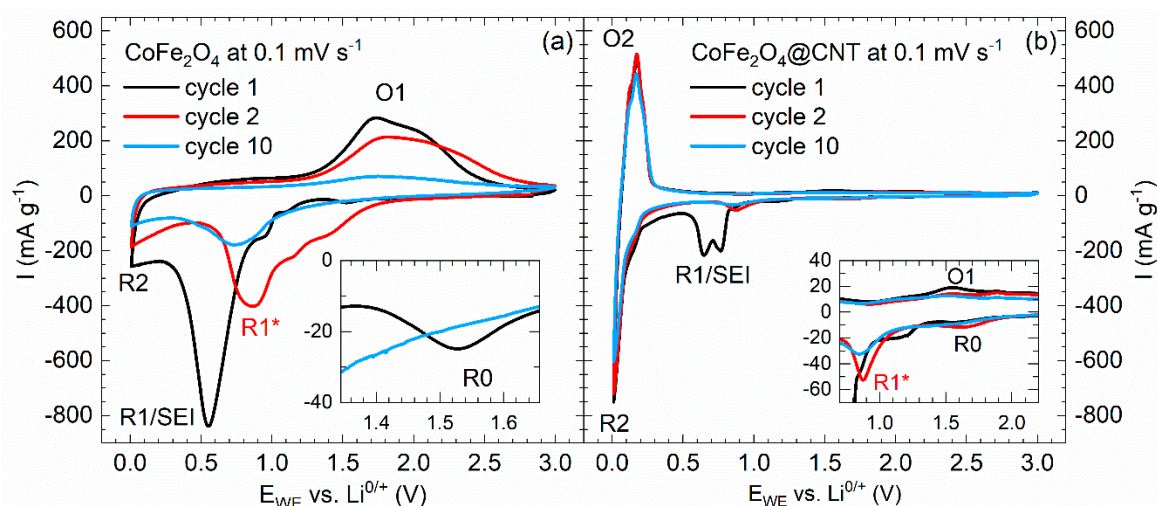 CoFe₂O₄ at 0.1 mV s⁻¹
(a)
cycle 1
cycle 2
cycle 10
O1
R2
R1*
R1/SEI
R0
0
-20
-40
1.4 1.5 1.6
600
400
200
0
-200
-400
-600
-800
I (mA g⁻¹)
0.0 0.5 1.0 1.5 2.0 2.5 3.0
E_WE vs. Li⁰ᐟ⁺ (V)
O2
CoFe₂O₄@CNT at 0.1 mV s⁻¹
(b)
cycle 1
cycle 2
cycle 10
R1/SEI
R2
40
20
0
-20
-40
-60
O1
R0
R1*
1.0 1.5 2.0
600
400
200
0
-200
-400
-600
-800
I (mA g⁻¹)
0.0 0.5 1.0 1.5 2.0 2.5 3.0
E_WE vs. Li⁰ᐟ⁺ (V)